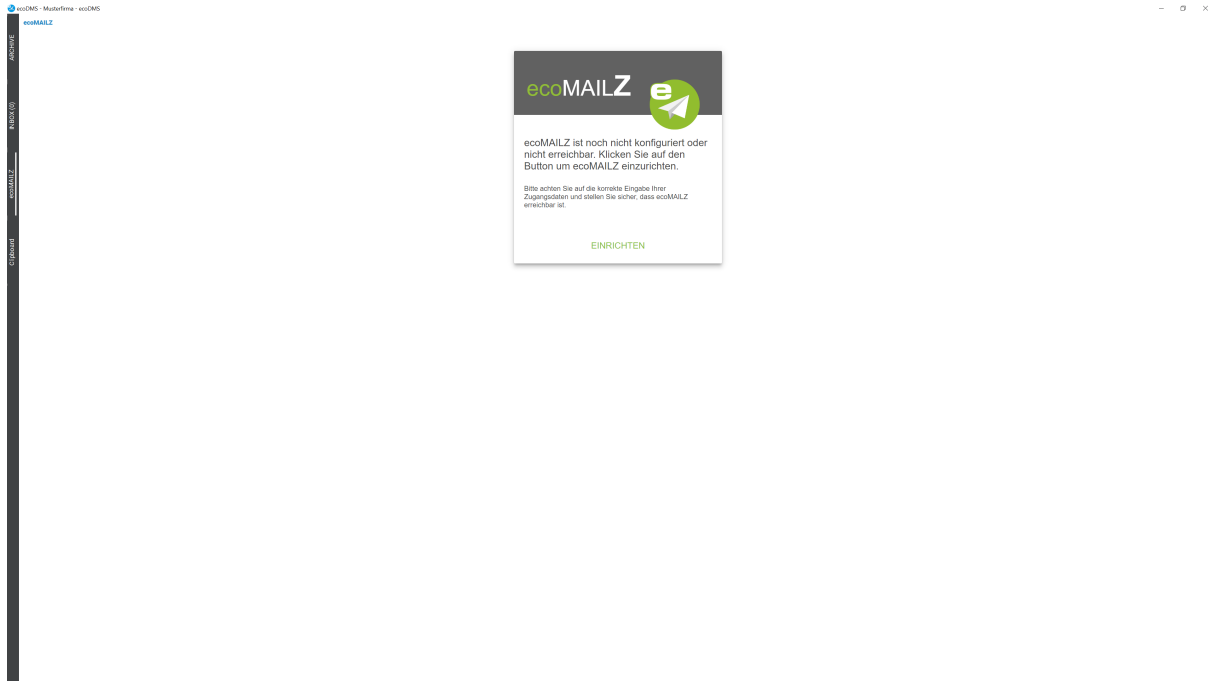 ecoDMS - Musterfirma - ecoDMS
ecoMAILZ
ARCHIVE
INBOX (0)
ecoMAILZ
Clipboard
ecoMAILZ
e
ecoMAILZ ist noch nicht konfiguriert oder
nicht erreichbar. Klicken Sie auf den
Button um ecoMAILZ einzurichten.
Bitte achten Sie auf die korrekte Eingabe Ihrer
Zugangsdaten und stellen Sie sicher, dass ecoMAILZ
erreichbar ist.
EINRICHTEN